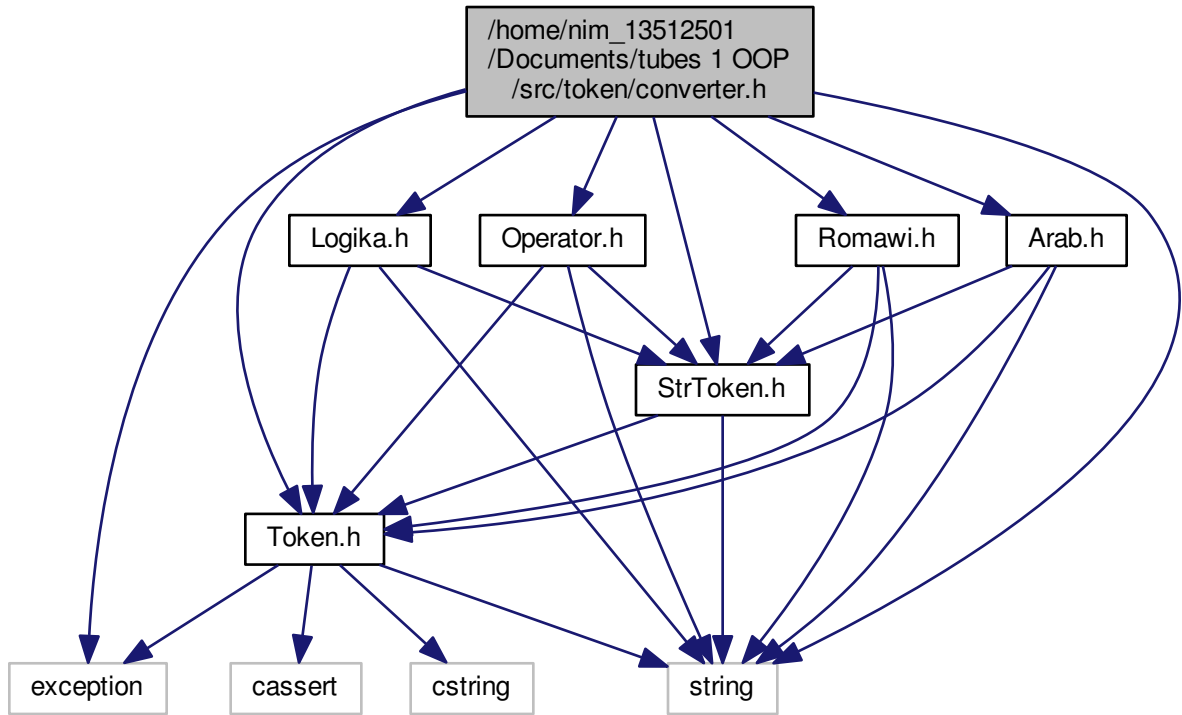 /home/nim_13512501
/Documents/tubes 1 OOP
/src/token/converter.h
Logika.h
Operator.h
Romawi.h
Arab.h
StrToken.h
Token.h
exception
cassert
cstring
string